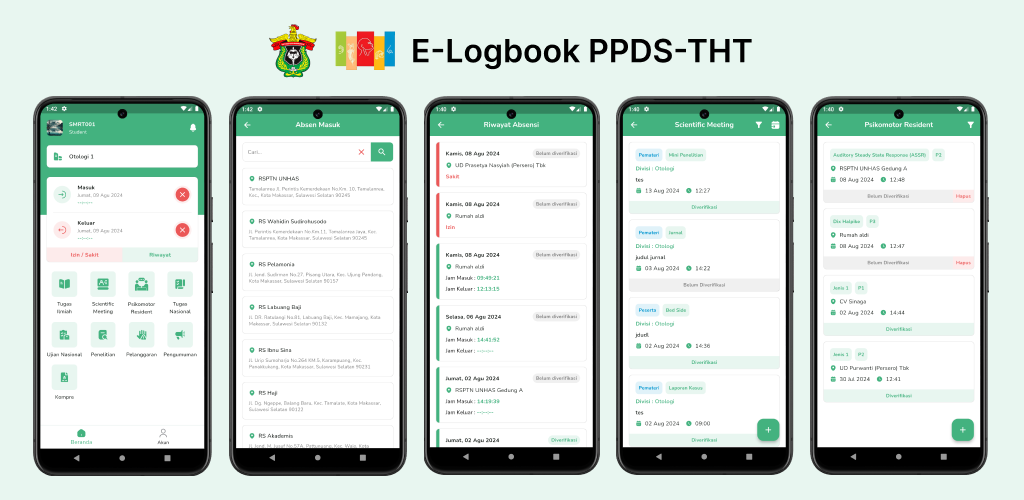 E-Logbook PPDS-THT
1:42
SMRT001
Student
Otologi 1
Masuk
Jumat, 09 Agu 2024
--:--:--
Keluar
Jumat, 09 Agu 2024
--:--:--
Izin / Sakit
Riwayat
Tugas
Ilmiah
Scientific
Meeting
Psikomotor
Resident
Tugas
Nasional
Ujian Nasional
Penelitian
Pelanggaran
Pengumuman
Kompre
Beranda
Akun
1:42
Absen Masuk
Cari...
RSPTN UNHAS
Tamalanrea Jl. Perintis Kemerdekaan No.Km. 10, Tamalanrea,
Kec., Kota Makassar, Sulawesi Selatan 90245
RS Wahidin Sudirohusodo
Jl. Perintis Kemerdekaan No.Km.11, Tamalanrea Jaya, Kec.
Tamalanrea, Kota Makassar, Sulawesi Selatan 90245
RS Pelamonia
Jl. Jend. Sudirman No.27, Pisang Utara, Kec. Ujung Pandang,
Kota Makassar, Sulawesi Selatan 90157
RS Labuang Baji
Jl. DR. Ratulangi No.81, Labuang Baji, Kec. Mamajang, Kota
Makassar, Sulawesi Selatan 90132
RS Ibnu Sina
Jl. Urip Sumoharjo No.264 KM.5, Karampuang, Kec.
Panakkukang, Kota Makassar, Sulawesi Selatan 90231
RS Haji
Jl. Dg. Ngeppe, Balang Baru, Kec. Tamalate, Kota Makassar,
Sulawesi Selatan 90122
RS Akademis
Jl. Jend. M. Jusuf No.57A, Pattunuang, Kec. Wajo, Kota
1:40
Riwayat Absensi
Kamis, 08 Agu 2024
Belum diverifikasi
UD Prasetya Nasyiah (Persero) Tbk
Sakit
Kamis, 08 Agu 2024
Belum diverifikasi
Rumah aldi
Izin
Kamis, 08 Agu 2024
Belum diverifikasi
Rumah aldi
Jam Masuk : 09:49:21
Jam Keluar : 12:13:15
Selasa, 06 Agu 2024
Belum diverifikasi
Rumah aldi
Jam Masuk : 14:41:52
Jam Keluar : --:--:--
Jumat, 02 Agu 2024
Belum diverifikasi
RSPTN UNHAS Gedung A
Jam Masuk : 14:19:39
Jam Keluar : --:--:--
Jumat, 02 Agu 2024
Diverifikasi
1:40
Scientific Meeting
Pemateri
Mini Penelitian
Divisi : Otologi
tes
13 Aug 2024
12:27
Diverifikasi
Pemateri
Jurnal
Divisi : Otologi
judul jurnal
03 Aug 2024
14:22
Belum Diverifikasi
Peserta
Bed Side
Divisi : Otologi
jdudl
02 Aug 2024
14:36
Diverifikasi
Pemateri
Laporan Kasus
Divisi : Otologi
tes
02 Aug 2024
09:00
Diverifikasi
1:40
Psikomotor Resident
Auditory Steady State Response (ASSR)
P2
RSPTN UNHAS Gedung A
08 Aug 2024
12:48
Belum Diverifikasi
Hapus
Dix Halpike
P4
Rumah aldi
08 Aug 2024
12:47
Belum Diverifikasi
Hapus
Jenis 1
P1
CV Sinaga
02 Aug 2024
14:44
Diverifikasi
Jenis 1
P2
UD Purwanti (Persero) Tbk
30 Jul 2024
12:41
Diverifikasi